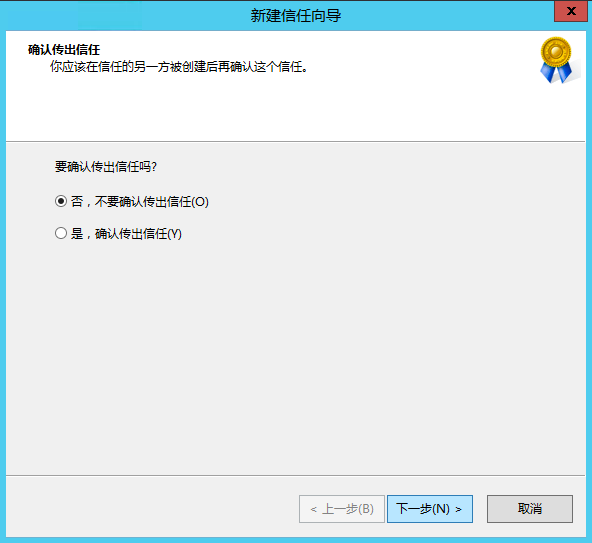 新建信任向导
x
确认传出信任
你应该在信任的另一方被创建后再确认这个信任。
要确认传出信任吗?
否，不要确认传出信任(O)
是，确认传出信任(Y)
< 上一步(B) 下一步(N) > 取消